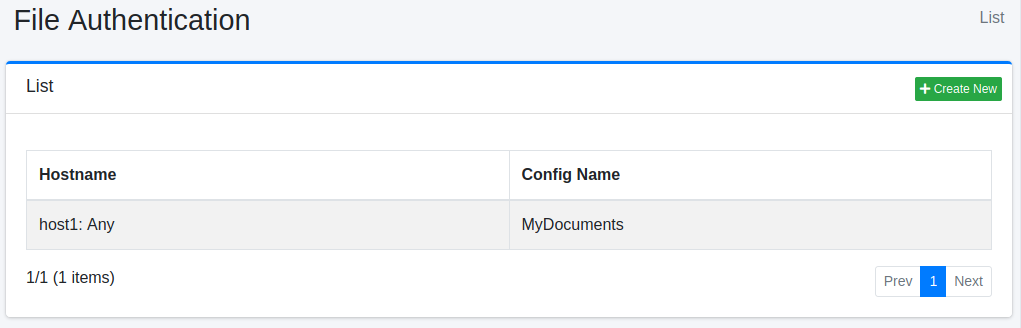 File Authentication List
List + Create New
Hostname Config Name
host1: Any MyDocuments
1/1 (1 items) Prev 1 Next